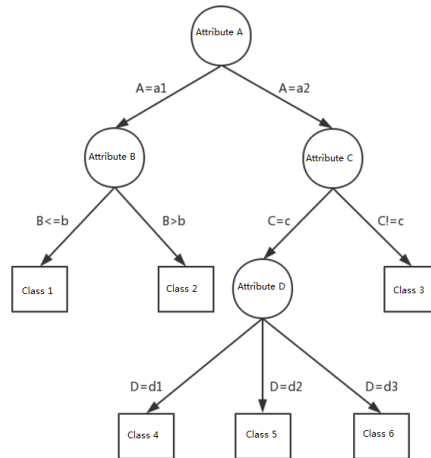 Attribute A
A=a1
A=a2
Attribute B
Attribute C
B<=b
B>b
C=c
C!=c
Class 1
Class 2
Attribute D
Class 3
D=d1
D=d2
D=d3
Class 4
Class 5
Class 6